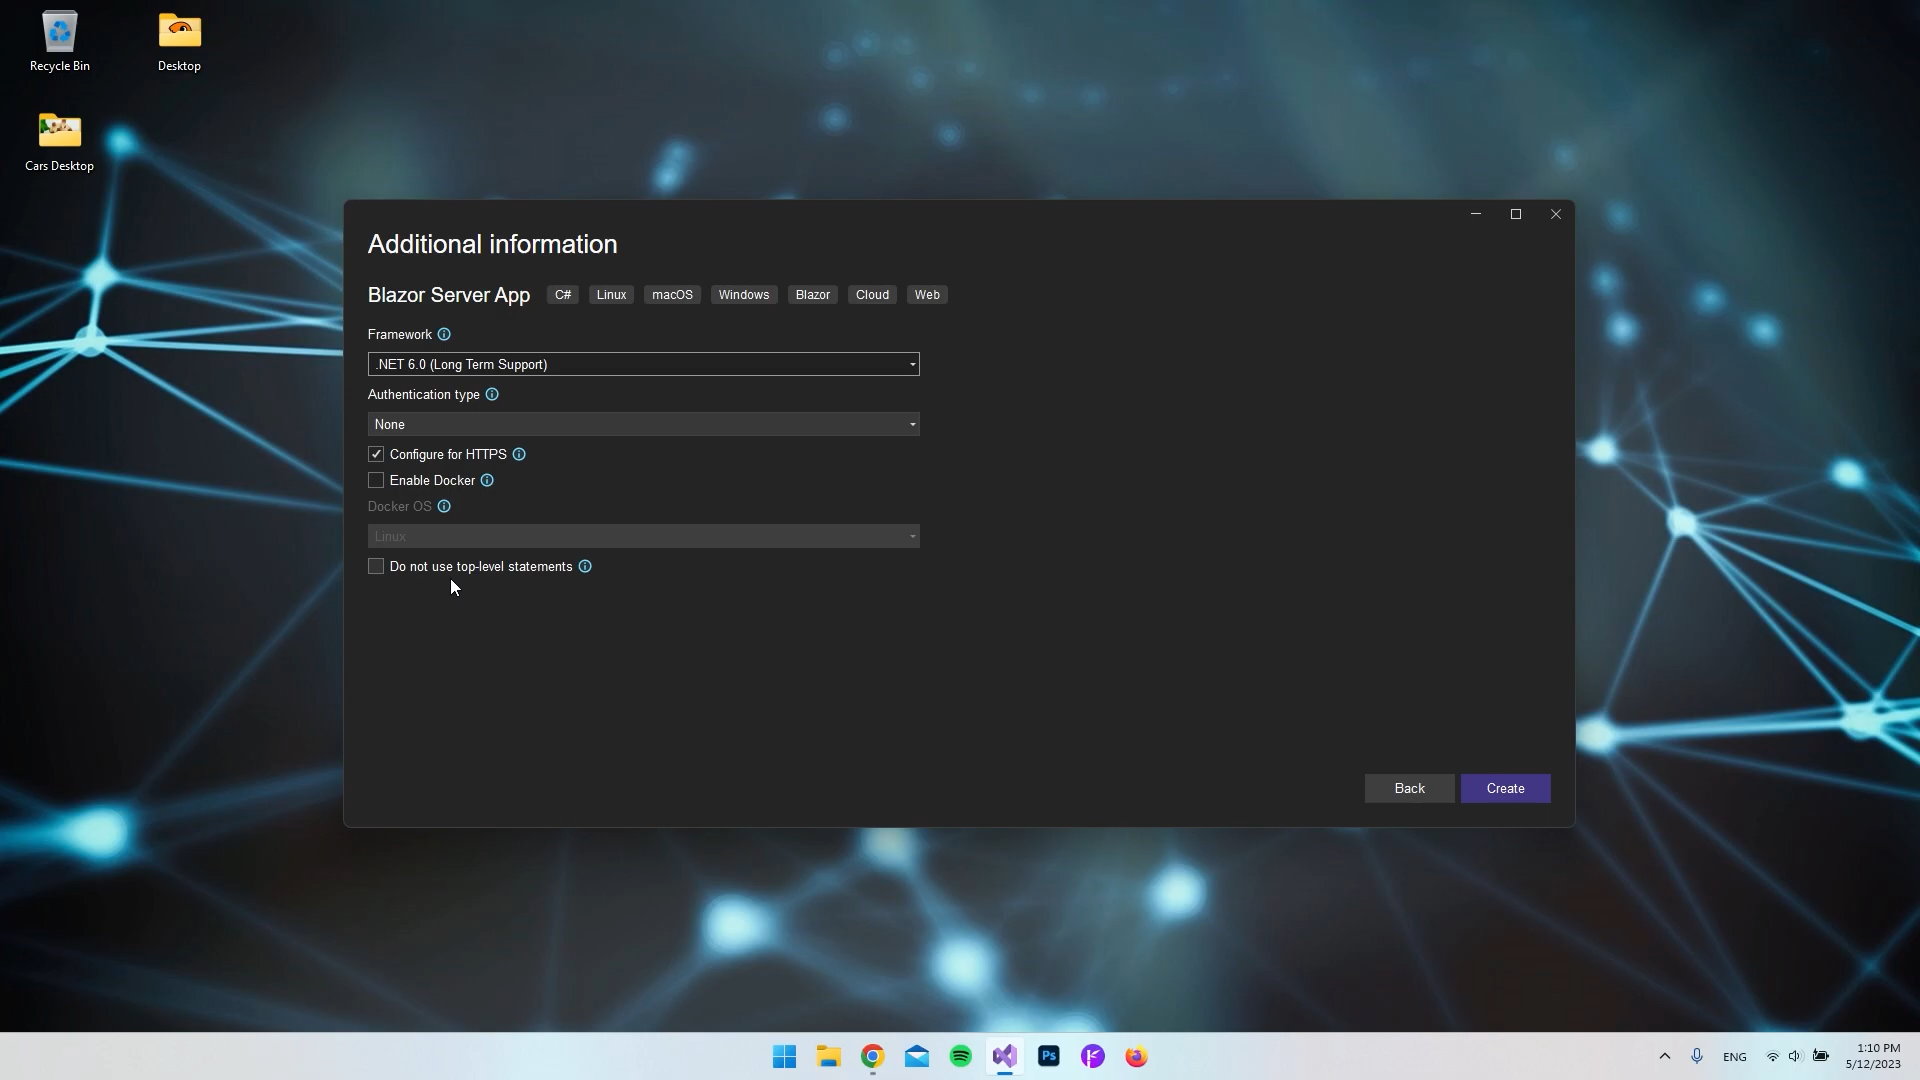 Recycle Bin
Desktop
Cars Desktop
Additional information
Blazor Server App C# Linux macOS Windows Blazor Cloud Web
Framework
.NET 6.0 (Long Term Support)
Authentication type
None
Configure for HTTPS
Enable Docker
Docker OS
Linux
Do not use top-level statements
Back Create
Ps
ENG
1:10 PM
5/12/2023